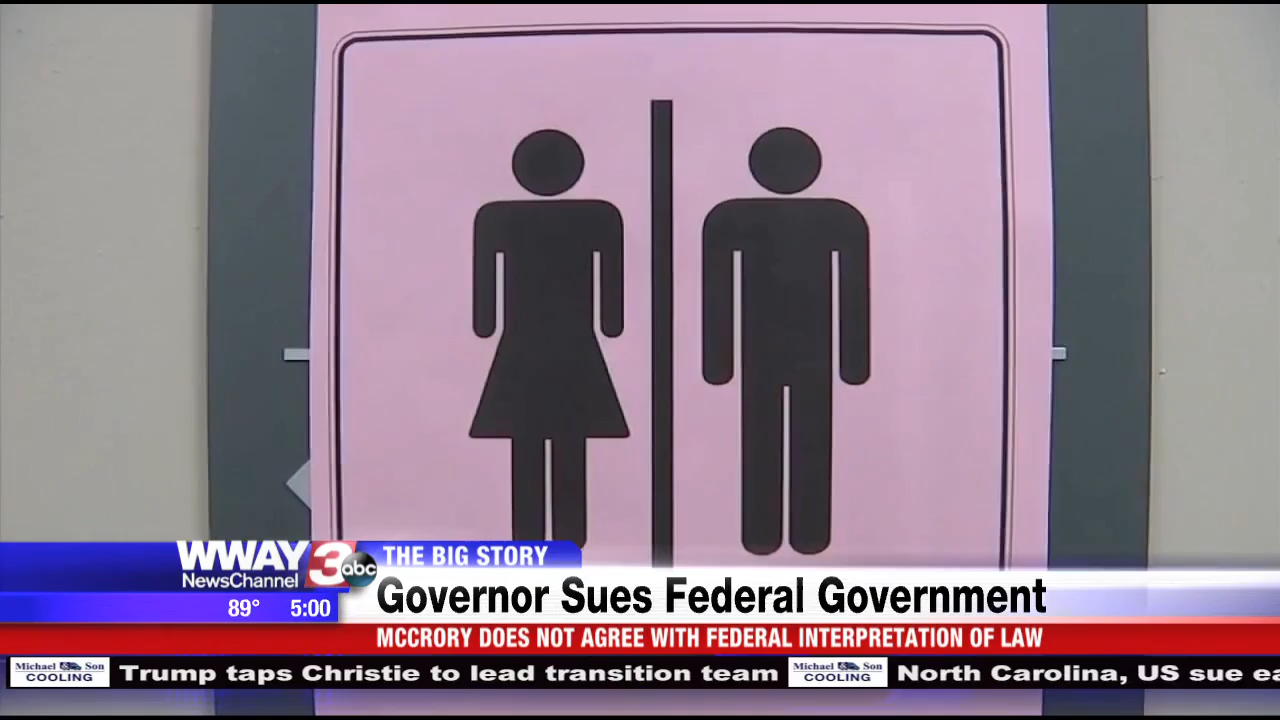 WWAY 3 abc
NewsChannel
THE BIG STORY
Governor Sues Federal Government
89° 5:00
MCCRORY DOES NOT AGREE WITH FEDERAL INTERPRETATION OF LAW
Michael & Son COOLING Trump taps Christie to lead transition team Michael & Son COOLING North Carolina, US sue ea